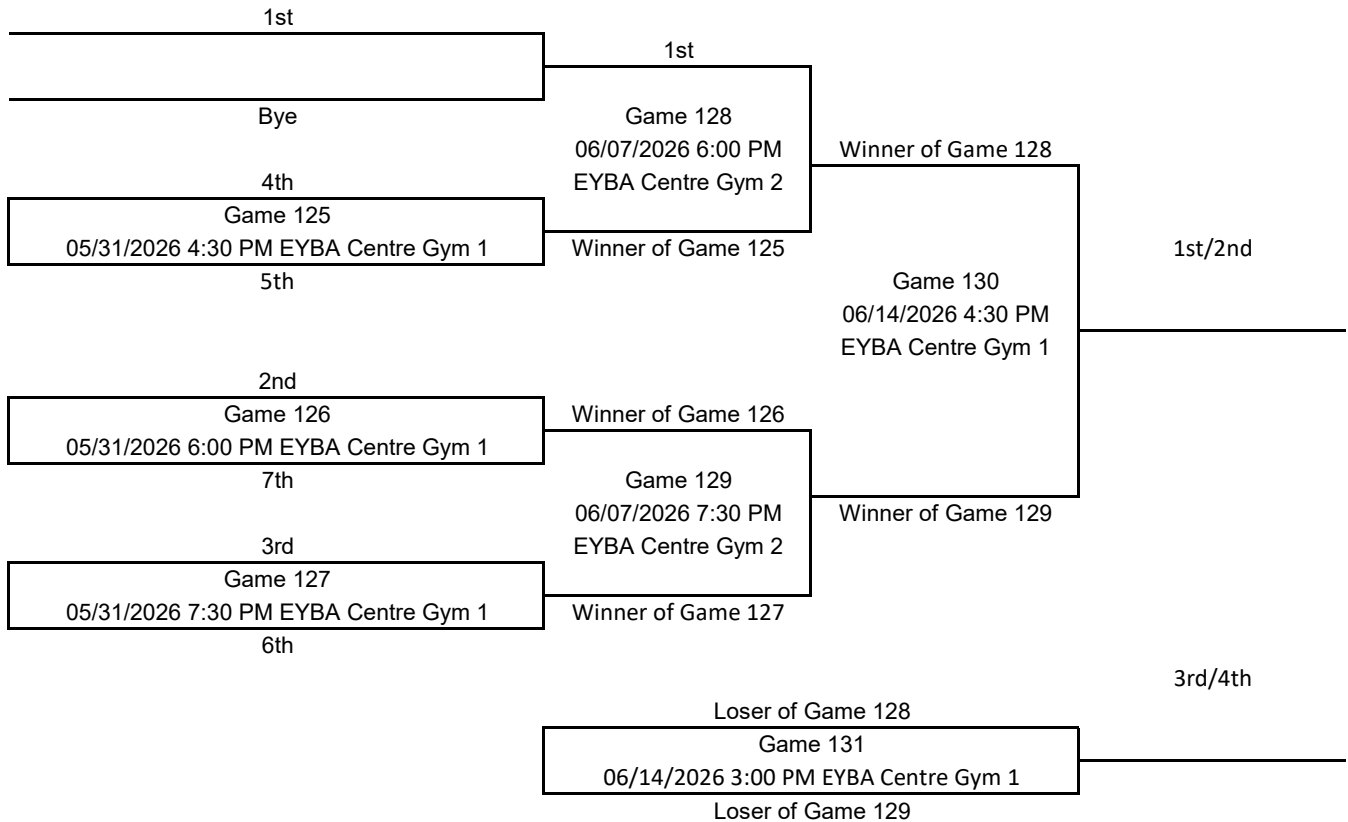 1st
1st
Bye
Game 128
06/07/2026 6:00 PM
EYBA Centre Gym 2
Winner of Game 128
4th
Game 125
05/31/2026 4:30 PM EYBA Centre Gym 1
5th
Winner of Game 125
1st/2nd
Game 130
06/14/2026 4:30 PM
EYBA Centre Gym 1
2nd
Game 126
05/31/2026 6:00 PM EYBA Centre Gym 1
7th
Winner of Game 126
Game 129
06/07/2026 7:30 PM
EYBA Centre Gym 2
Winner of Game 129
3rd
Game 127
05/31/2026 7:30 PM EYBA Centre Gym 1
6th
Winner of Game 127
3rd/4th
Loser of Game 128
Game 131
06/14/2026 3:00 PM EYBA Centre Gym 1
Loser of Game 129